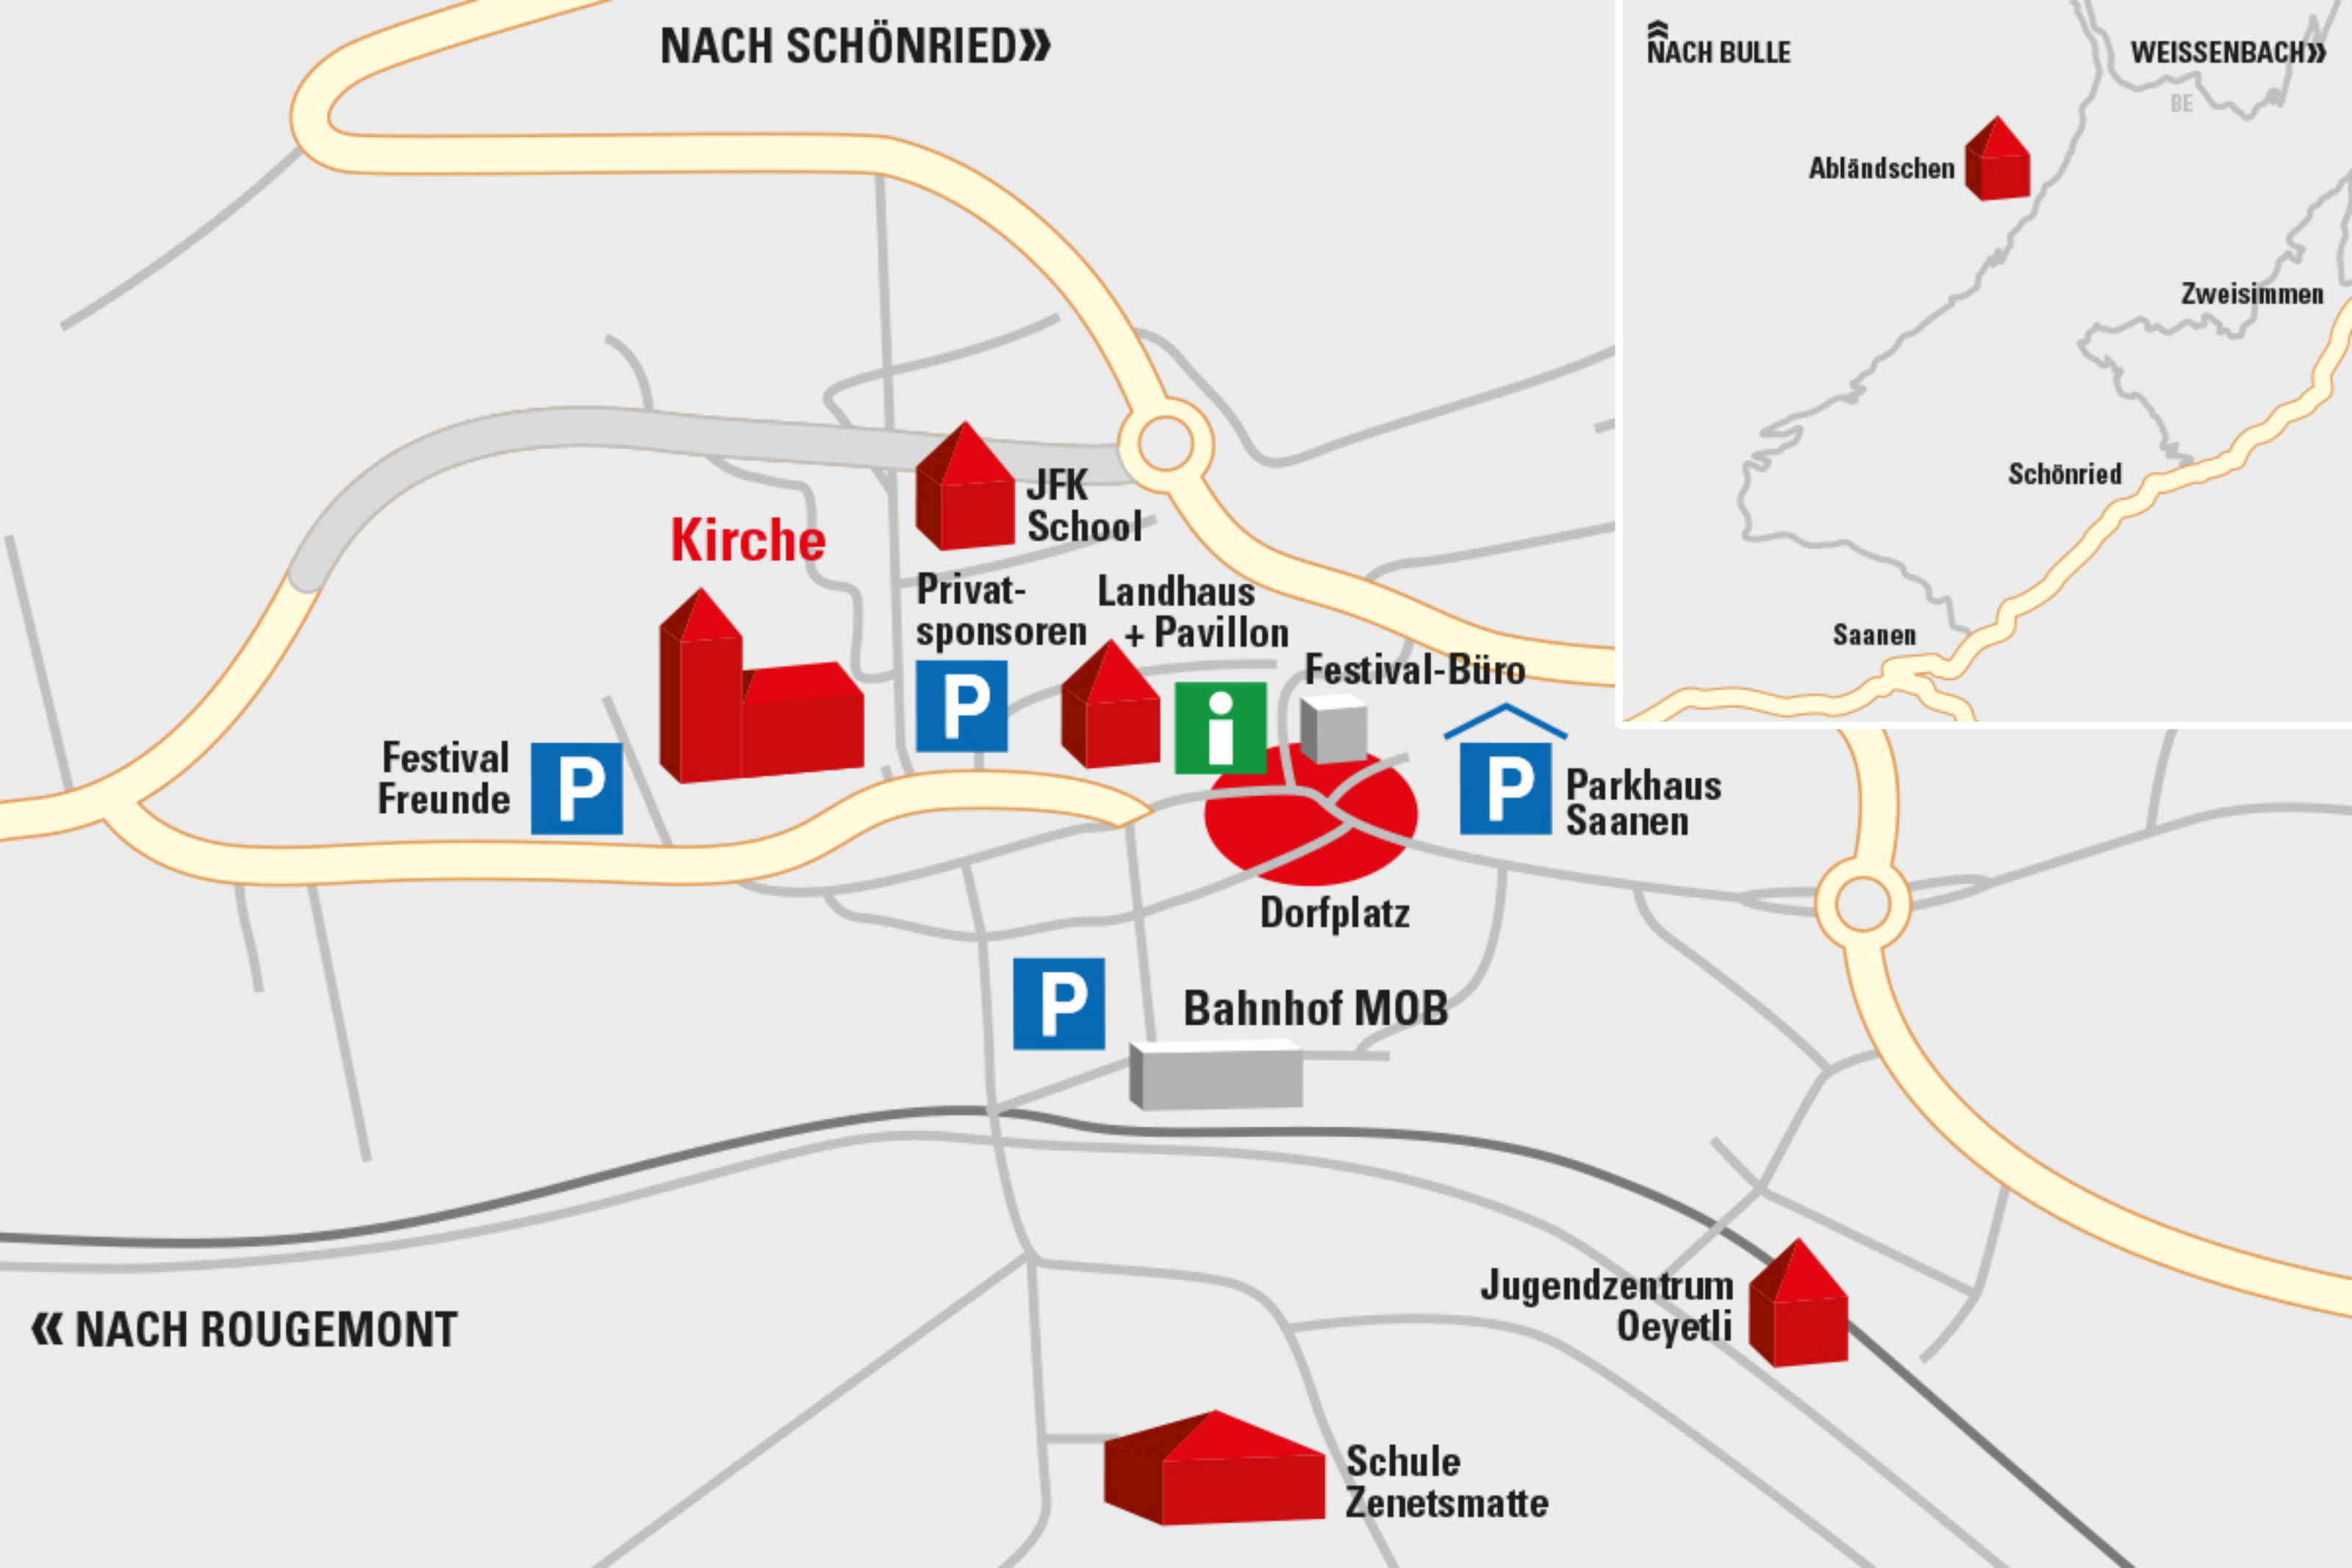 NACH SCHÖNRIED»
NACH BULLE
WEISSENBACH»
BE
Abländschen
Zweisimmen
Schönried
Saanen
JFK
School
Kirche
Privat-
sponsoren
Landhaus
+ Pavillon
Festival-Büro
P
i
Festival
Freunde
P
P
Parkhaus
Saanen
Dorfplatz
P
Bahnhof MOB
« NACH ROUGEMONT
Jugendzentrum
Oeyetli
Schule
Zenetsmatte